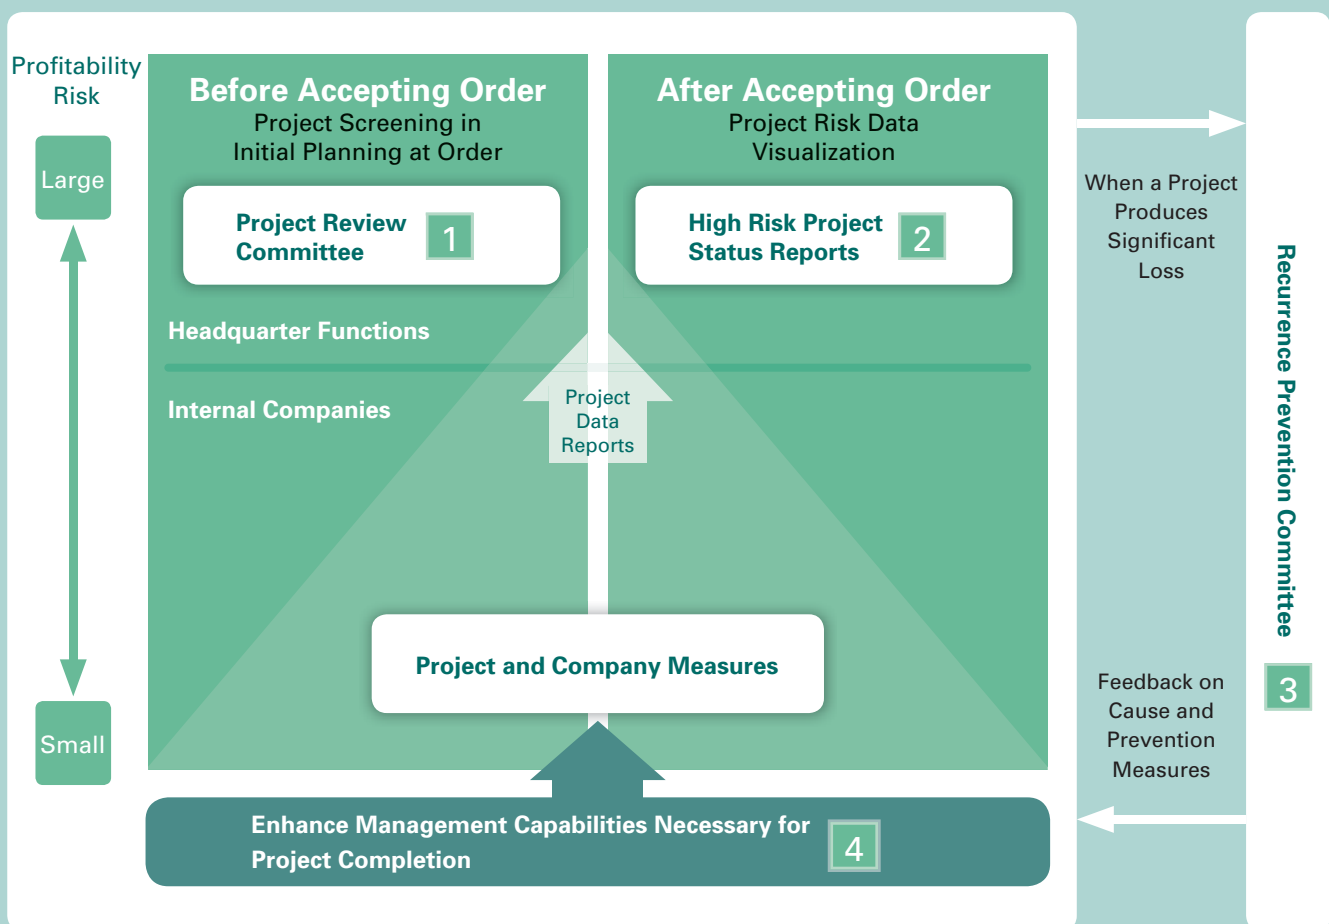 Profitability
Risk
Large
Small
Before Accepting Order
Project Screening in
Initial Planning at Order
Project Review
Committee
1
After Accepting Order
Project Risk Data
Visualization
High Risk Project
Status Reports
2
Headquarter Functions
Internal Companies
Project
Data
Reports
Project and Company Measures
Enhance Management Capabilities Necessary for
Project Completion
4
When a Project
Produces
Significant
Loss
Feedback on
Cause and
Prevention
Measures
Recurrence Prevention Committee
3